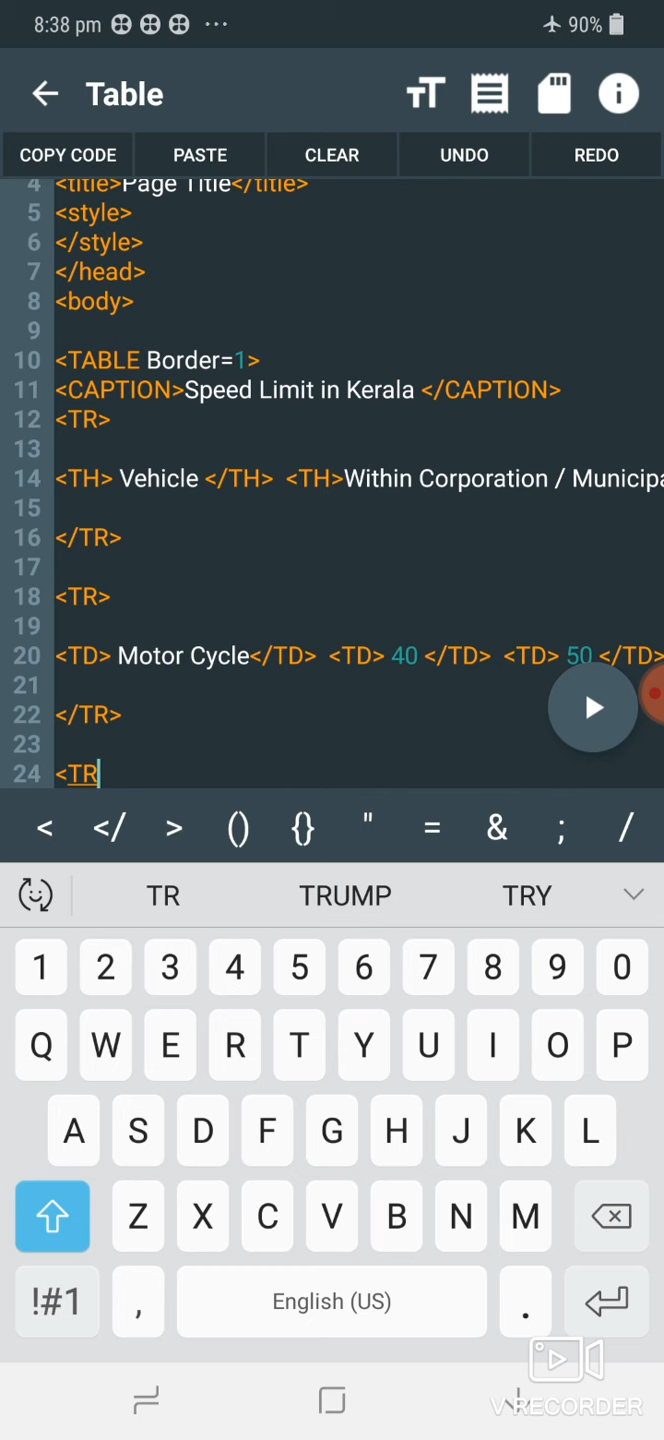 8:38 pm ... 90%
Table TT
COPY CODE PASTE CLEAR UNDO REDO
4 <title>Page Title</title>
5 <style>
6 </style>
7 </head>
8 <body>
9
10 <TABLE Border=1>
11 <CAPTION>Speed Limit in Kerala </CAPTION>
12 <TR>
13
14 <TH> Vehicle </TH> <TH>Within Corporation / Municipa
15
16 </TR>
17
18 <TR>
19
20 <TD> Motor Cycle</TD> <TD> 40 </TD> <TD> 50 </TD>
21
22 </TR>
23
24 <TR
< </ > () {} " = & ; /
TR TRUMP TRY
1 2 3 4 5 6 7 8 9 0
Q W E R T Y U I O P
A S D F G H J K L
Z X C V B N M
!#1 , English (US) .
V RECORDER